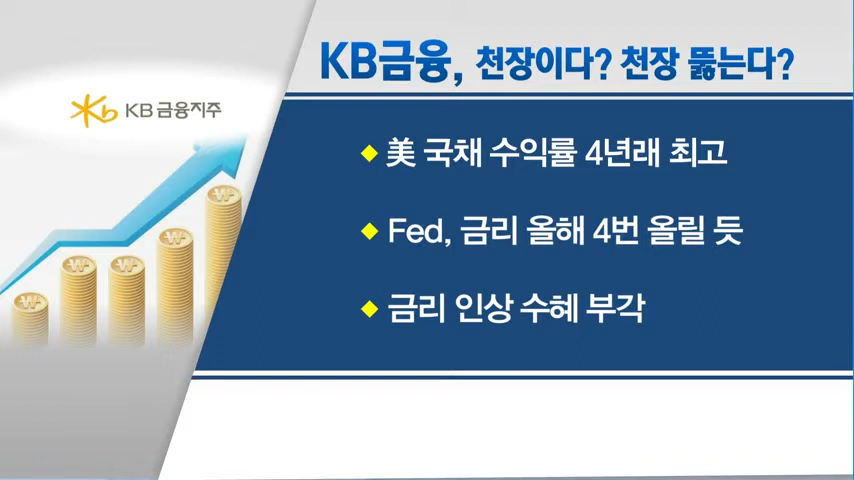 KB금융, 천장이다? 천장 뚫는다?
Kb KB금융지주
美 국채 수익률 4년래 최고
Fed, 금리 올해 4번 올릴 듯
금리 인상 수혜 부각
₩
₩
₩
₩
₩